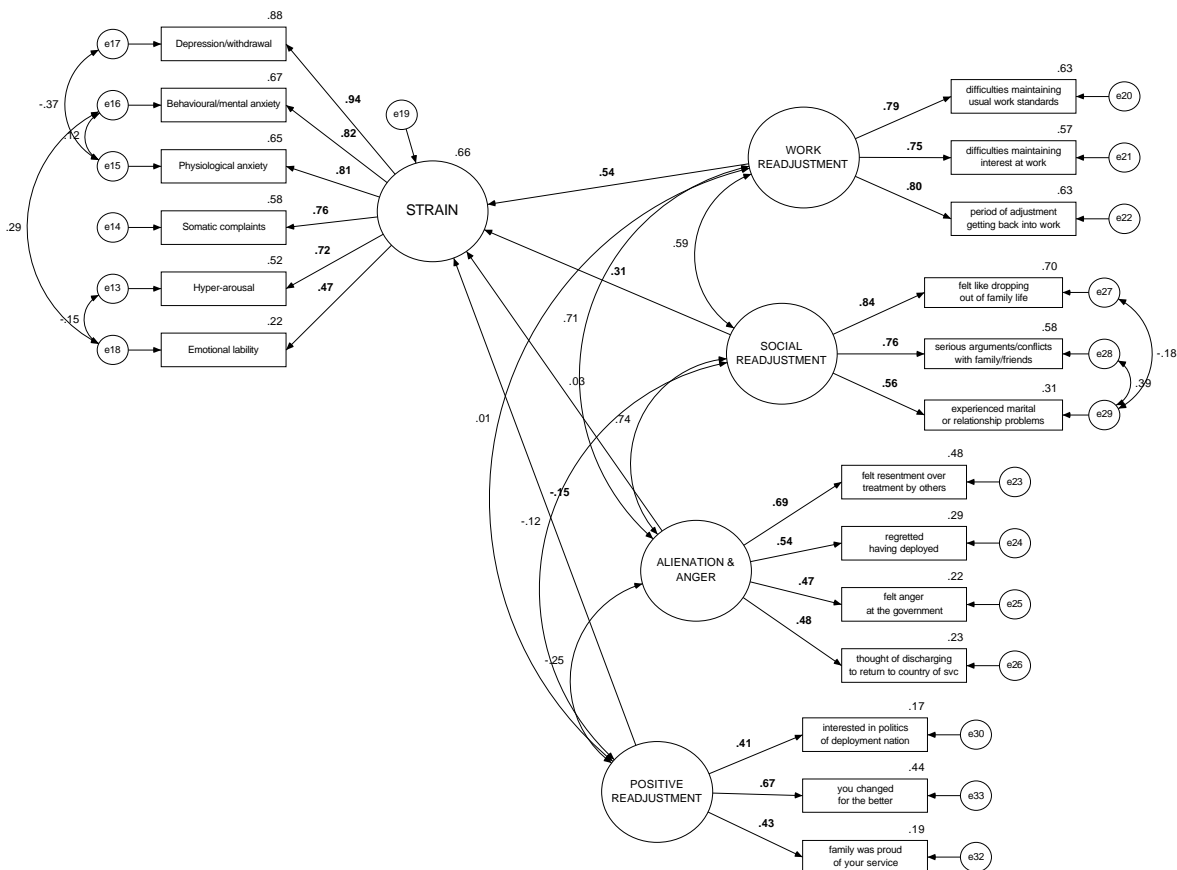 .88
e17
Depression/withdrawal
.67
e16
Behavioural/mental anxiety
-.37
.12
.65
e15
Physiological anxiety
.58
e14
Somatic complaints
.29
.52
e13
Hyper-arousal
-.15
.22
e18
Emotional lability
.94
.82
.81
.76
.72
.47
e19
.66
STRAIN
.54
.31
.03
-.15
.59
.71
.74
.01
-.12
-.25
WORK
READJUSTMENT
.79
.75
.80
.63
difficulties maintaining
usual work standards
e20
.57
difficulties maintaining
interest at work
e21
.63
period of adjustment
getting back into work
e22
SOCIAL
READJUSTMENT
.84
.76
.56
.70
felt like dropping
out of family life
e27
.58
serious arguments/conflicts
with family/friends
e28
.31
experienced marital
or relationship problems
e29
-.18
.39
ALIENATION &
ANGER
.69
.54
.47
.48
.48
felt resentment over
treatment by others
e23
.29
regretted
having deployed
e24
.22
felt anger
at the government
e25
.23
thought of discharging
to return to country of svc
e26
POSITIVE
READJUSTMENT
.41
.67
.43
.17
interested in politics
of deployment nation
e30
.44
you changed
for the better
e33
.19
family was proud
of your service
e32